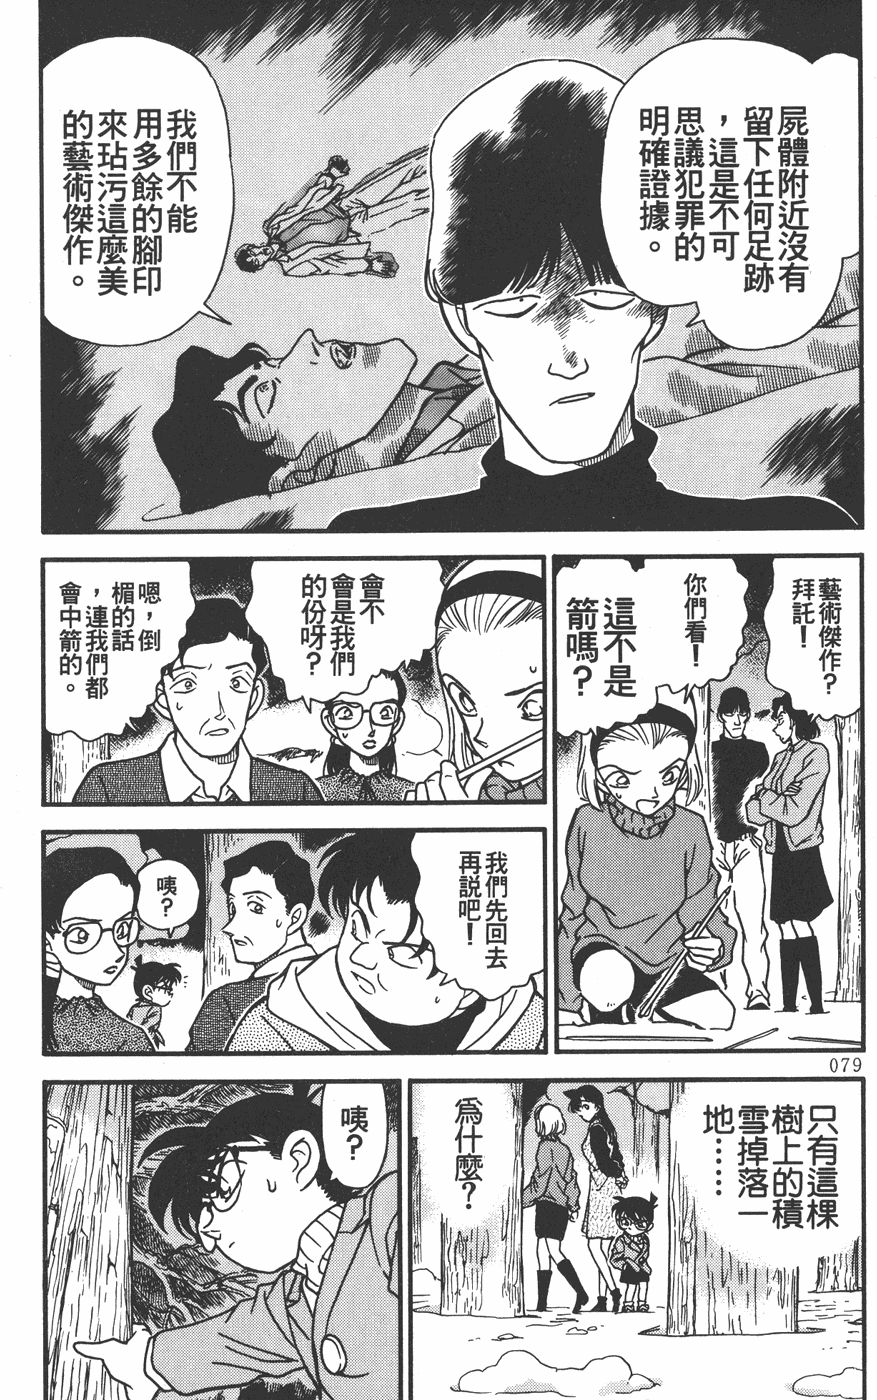 屍體附近沒有
留下任何足跡
，這是不可
思議犯罪的
明確證據。
我們不能
用多餘的腳印
來玷污這麼美
的藝術傑作。
藝術傑作？
拜託！
你們看！
這不是
箭嗎？
會不
會是我們
的份呀？
嗯，倒
楣的話
，連我們都
會中箭的。
我們先回去
再説吧！
咦？
079
只有這棵
樹上的積
雪掉落一
地……
為什麼？
咦？